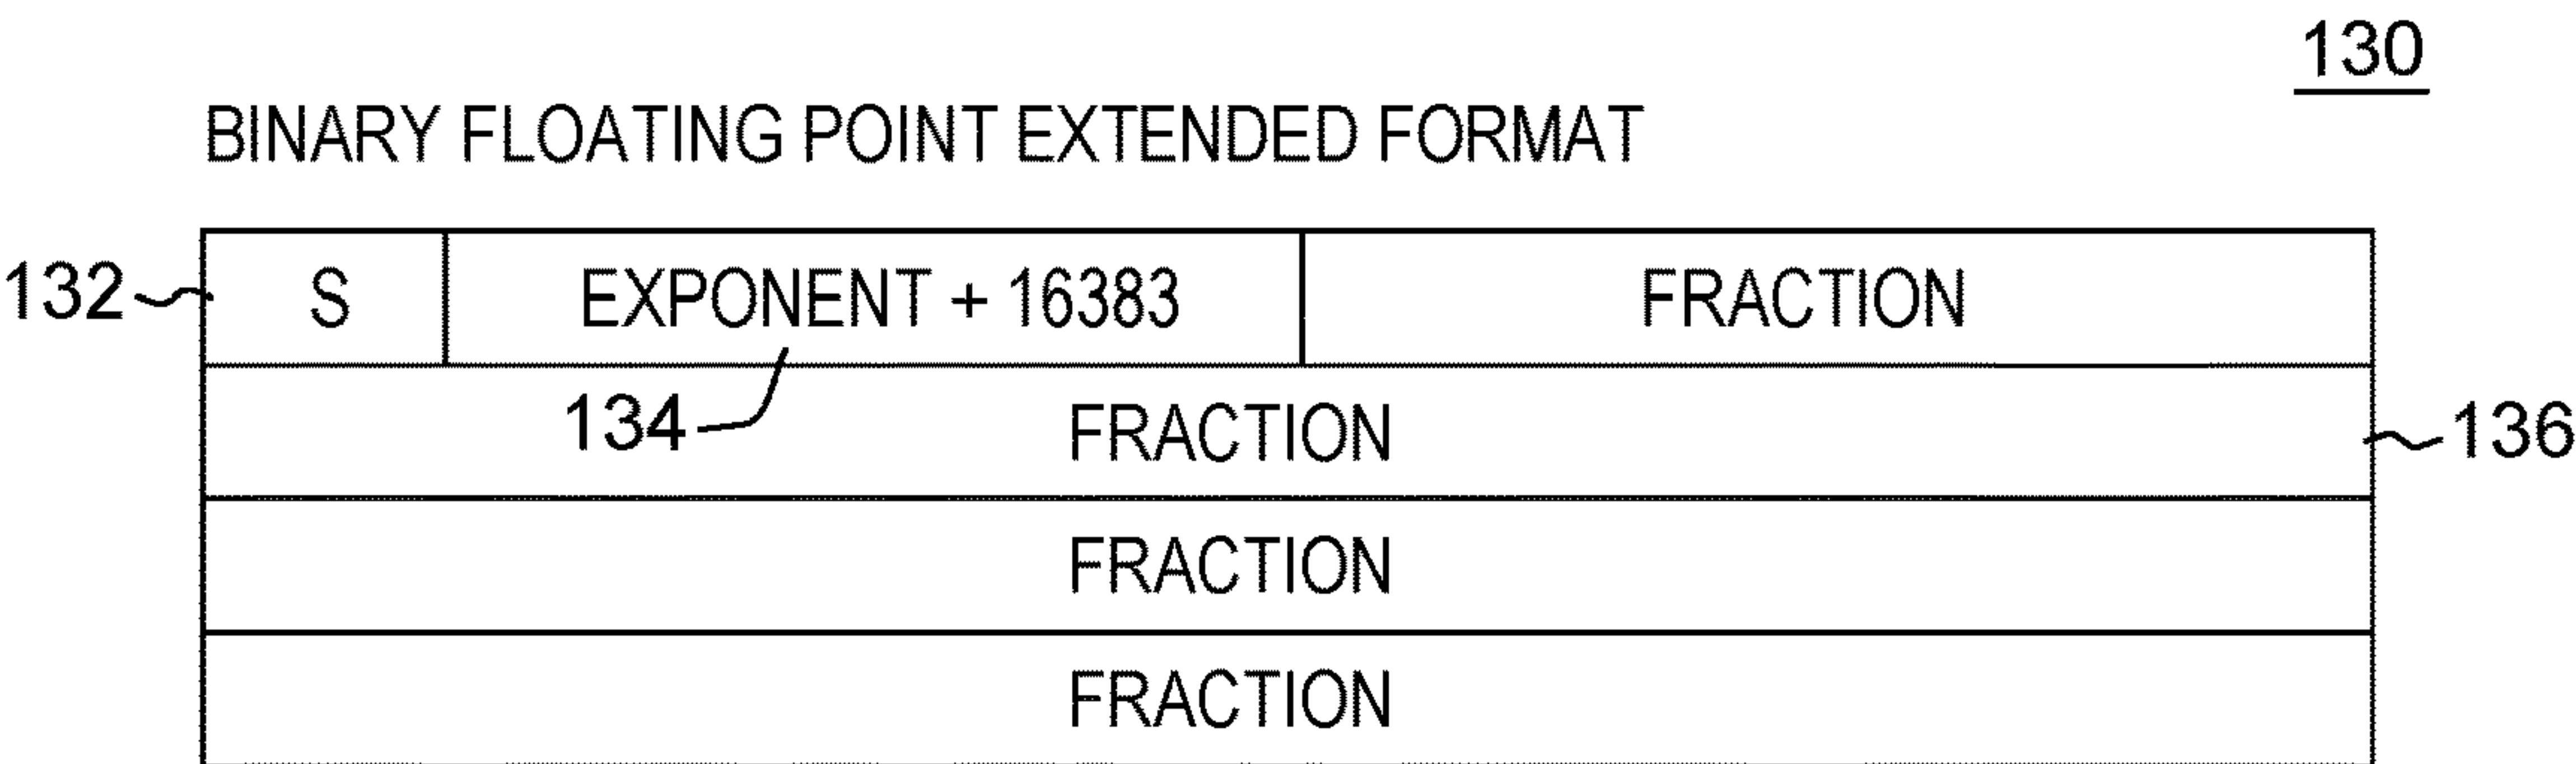 130
BINARY FLOATING POINT EXTENDED FORMAT
132 S EXPONENT + 16383 FRACTION
134 FRACTION 136
FRACTION
FRACTION